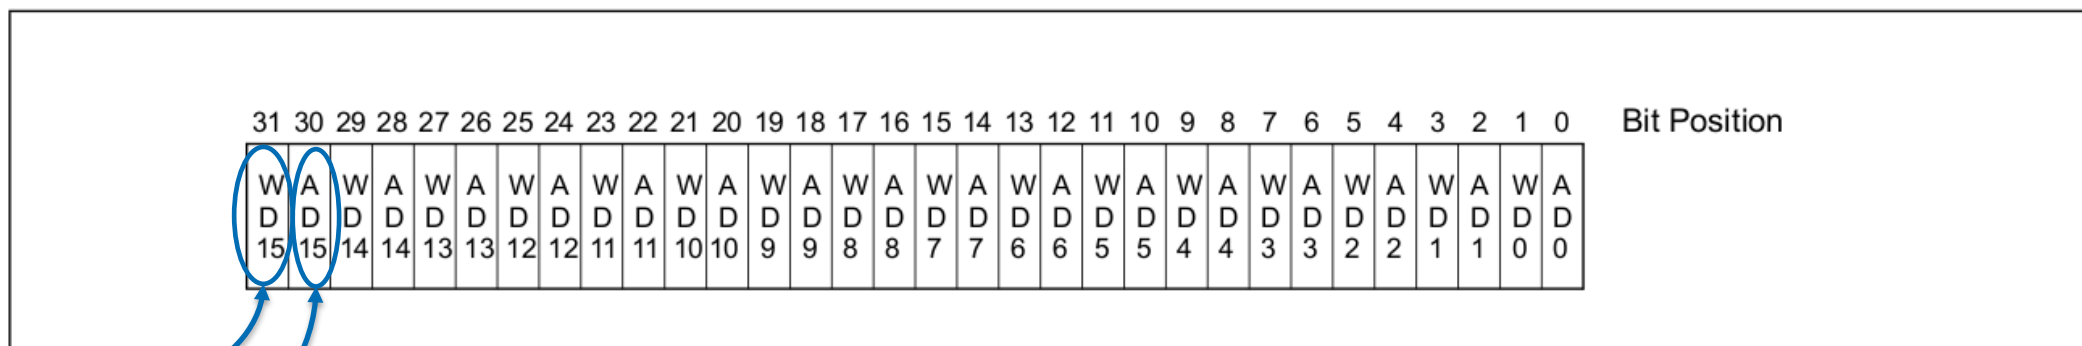 31 30 29 28 27 26 25 24 23 22 21 20 19 18 17 16 15 14 13 12 11 10 9 8 7 6 5 4 3 2 1 0 Bit Position
W A W A W A W A W A W A W A W A W A W A W A W A W A W A W A W A
D D D D D D D D D D D D D D D D D D D D D D D D D D D D D D D D
15 15 14 14 13 13 12 12 11 11 10 10 9 9 8 8 7 7 6 6 5 5 4 4 3 3 2 2 1 1 0 0